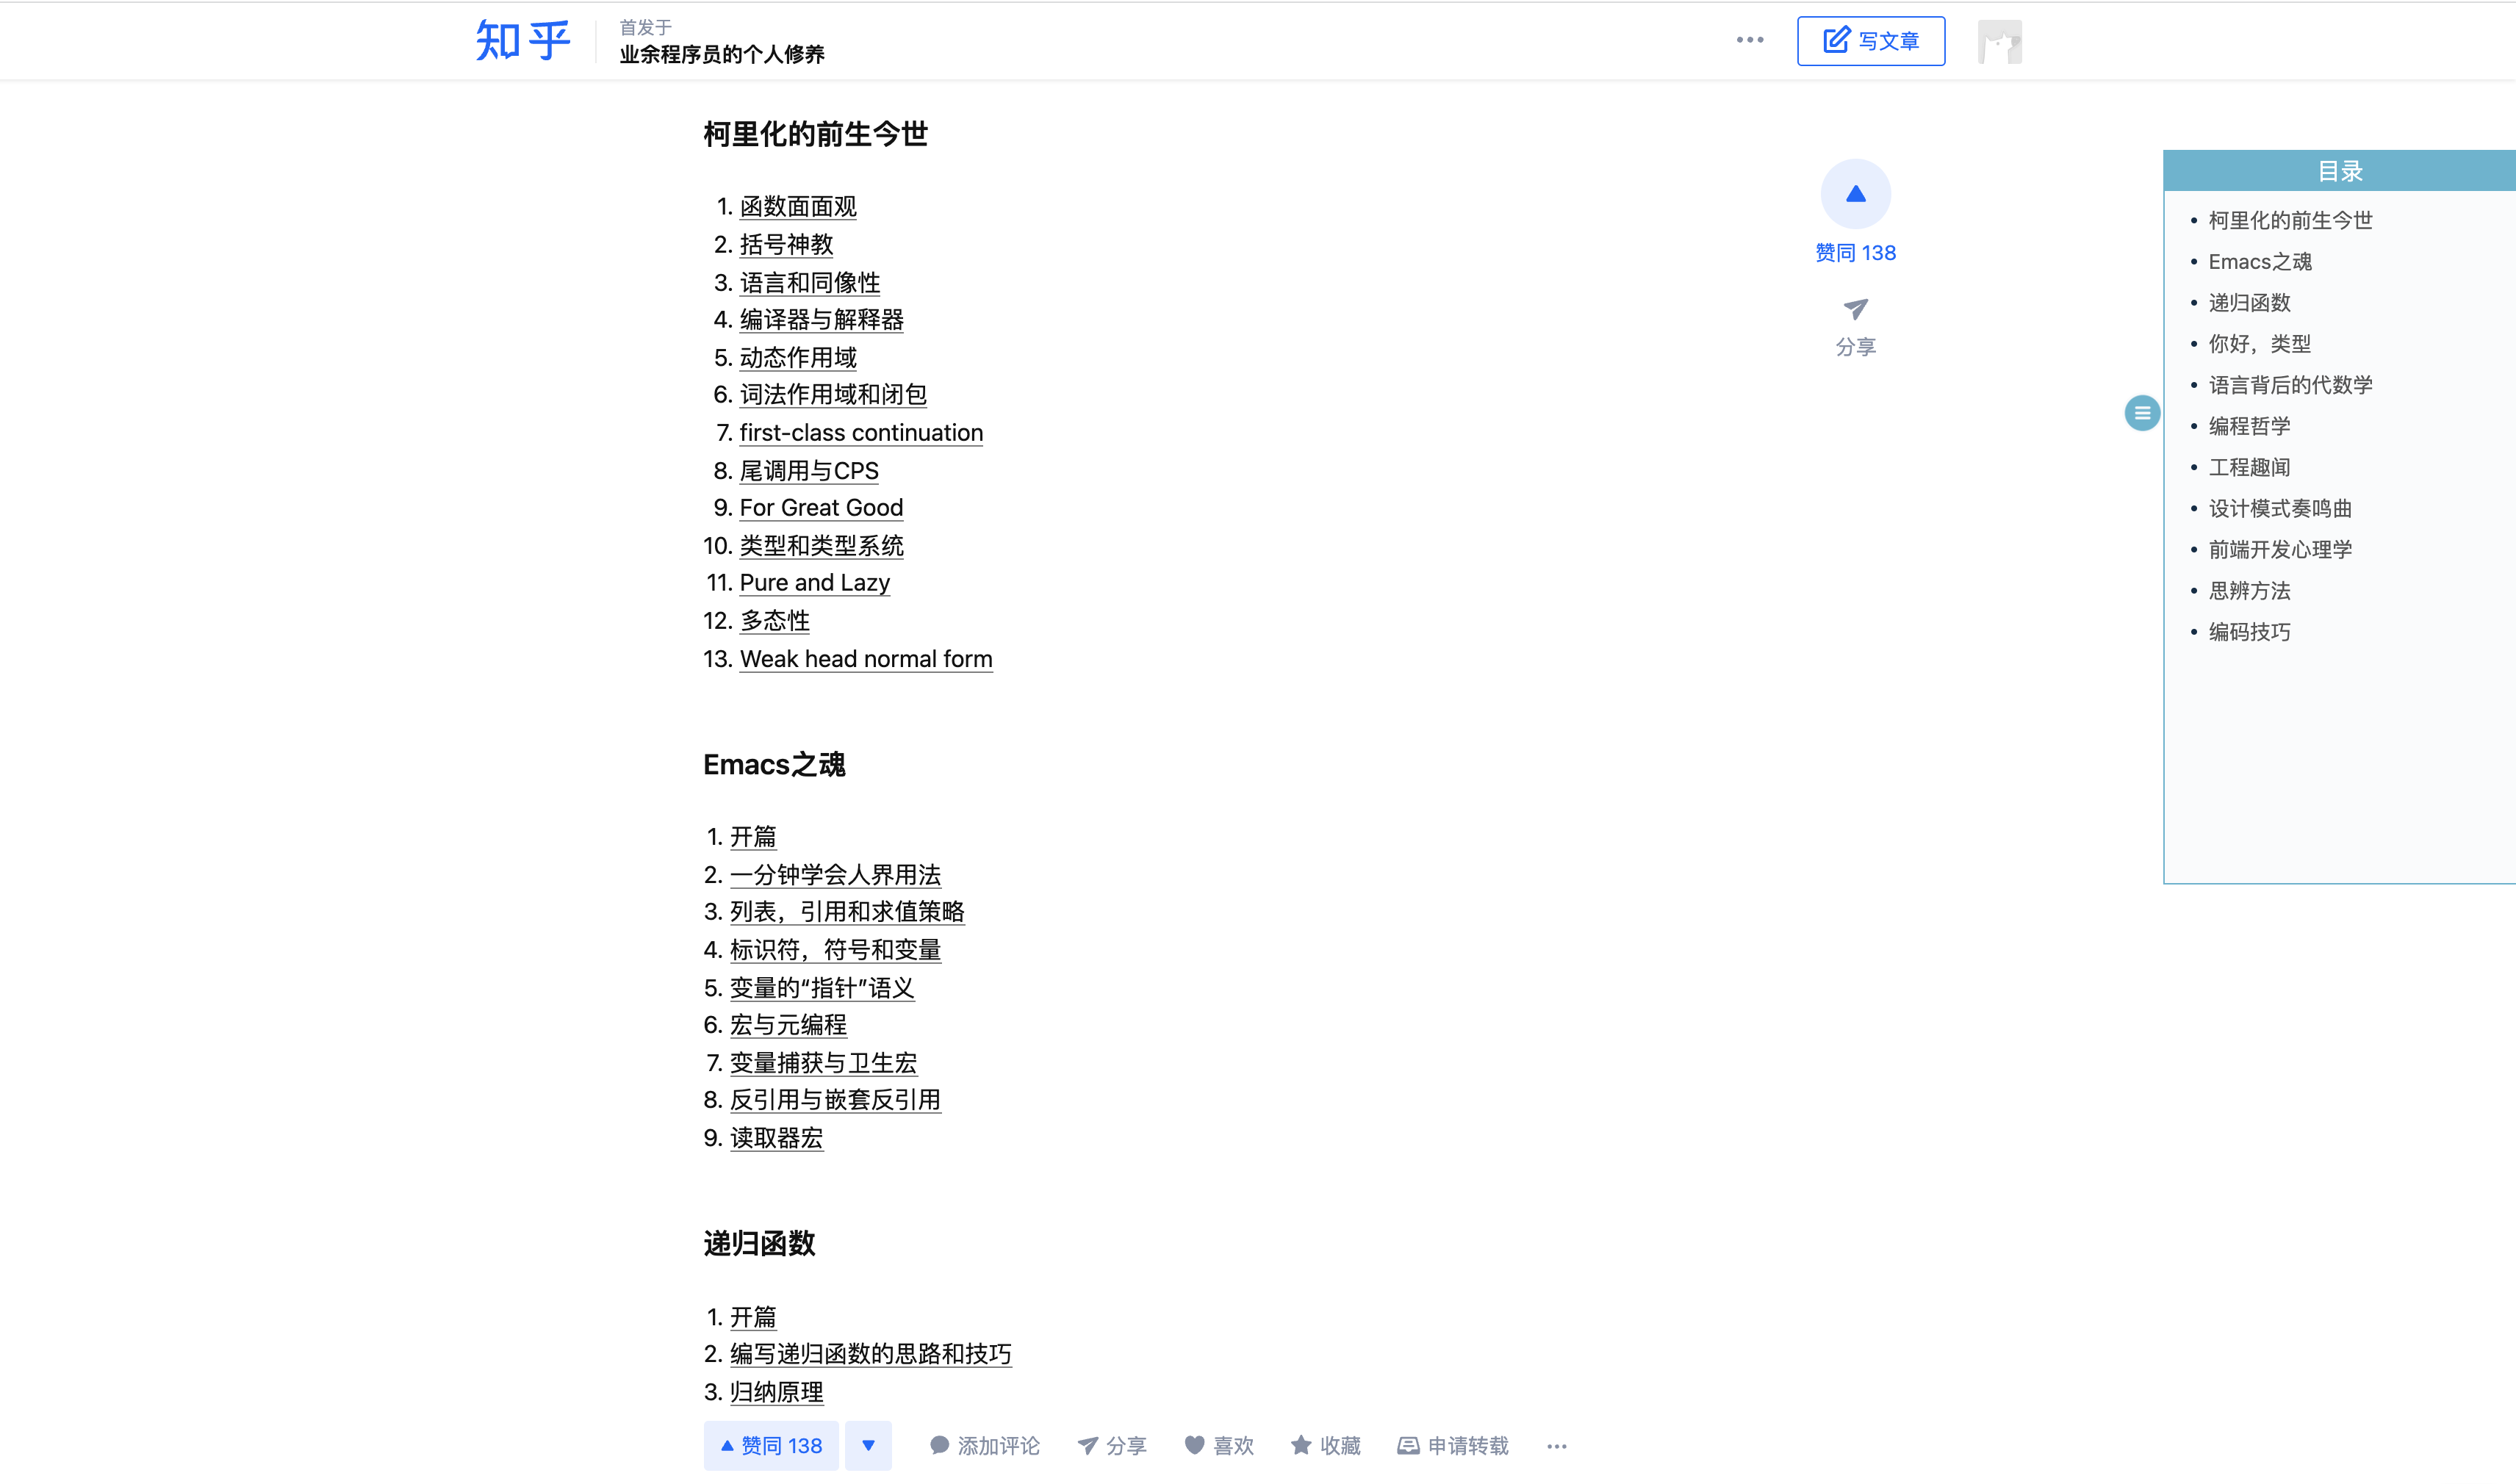 知乎
首发于
业余程序员的个人修养
写文章
柯里化的前生今世
1. 函数面面观
2. 括号神教
3. 语言和同像性
4. 编译器与解释器
5. 动态作用域
6. 词法作用域和闭包
7. first-class continuation
8. 尾调用与CPS
9. For Great Good
10. 类型和类型系统
11. Pure and Lazy
12. 多态性
13. Weak head normal form
Emacs之魂
1. 开篇
2. 一分钟学会人界用法
3. 列表，引用和求值策略
4. 标识符，符号和变量
5. 变量的“指针”语义
6. 宏与元编程
7. 变量捕获与卫生宏
8. 反引用与嵌套反引用
9. 读取器宏
递归函数
1. 开篇
2. 编写递归函数的思路和技巧
3. 归纳原理
赞同 138
添加评论
分享
喜欢
收藏
申请转载
赞同 138
分享
目录
柯里化的前生今世
Emacs之魂
递归函数
你好，类型
语言背后的代数学
编程哲学
工程趣闻
设计模式奏鸣曲
前端开发心理学
思辨方法
编码技巧